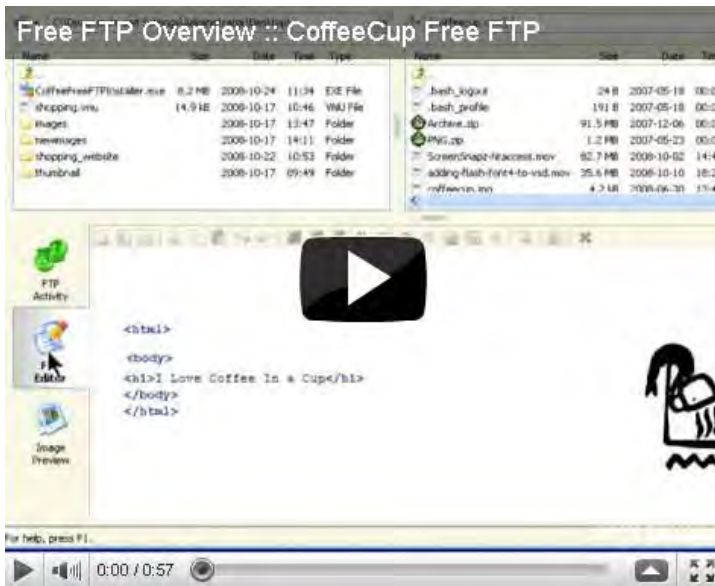 Free FTP Overview :: CoffeeCup Free FTP
Name Size Date Time Type
CoffeeFreeFTPInstaller.exe 8.2 MB 2008-10-24 11:34 EXE File
shopping.vnu 14.9 kB 2008-10-17 10:46 VNU File
images 2008-10-17 13:47 Folder
newimages 2008-10-17 14:11 Folder
shopping_website 2008-10-22 10:53 Folder
thumbnail 2008-10-17 09:49 Folder
Name Size Date
.bash_logout 24 B 2007-05-18
.bash_profile 191 B 2007-05-18
Archive.zip 91.5 MB 2007-12-06
PNG.zip 1.2 MB 2007-05-23
82.7 MB 2008-10-02
adding-flash-font4-to-vsd.mov 35.6 MB 2008-10-10
4.2 kB 2008-06-30
FTP
Activity
Editor
Image
Preview
<html>
<body>
<h1>I Love Coffee In a Cup</h1>
</body>
</html>
For help, press F1.
0:00 / 0:57